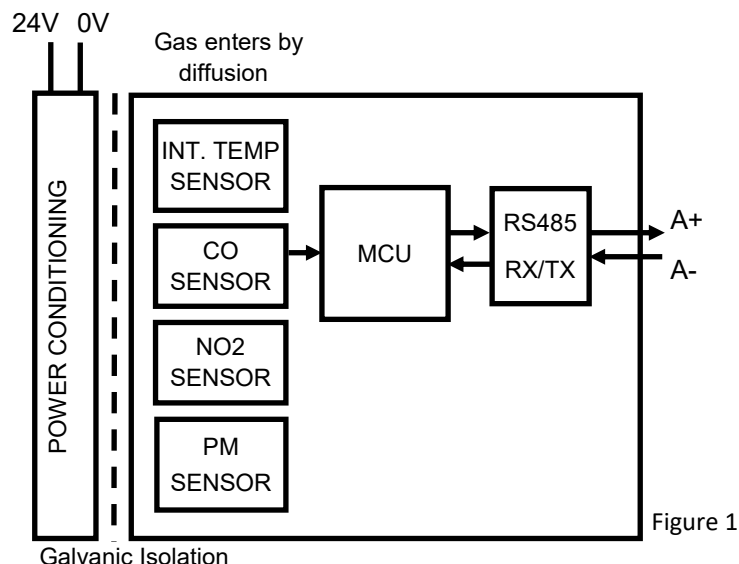 24V 0V
Gas enters by
diffusion
POWER CONDITIONING
INT. TEMP
SENSOR
CO
SENSOR
NO2
SENSOR
PM
SENSOR
MCU
RS485
RX/TX
A+
A-
Figure 1
Galvanic Isolation